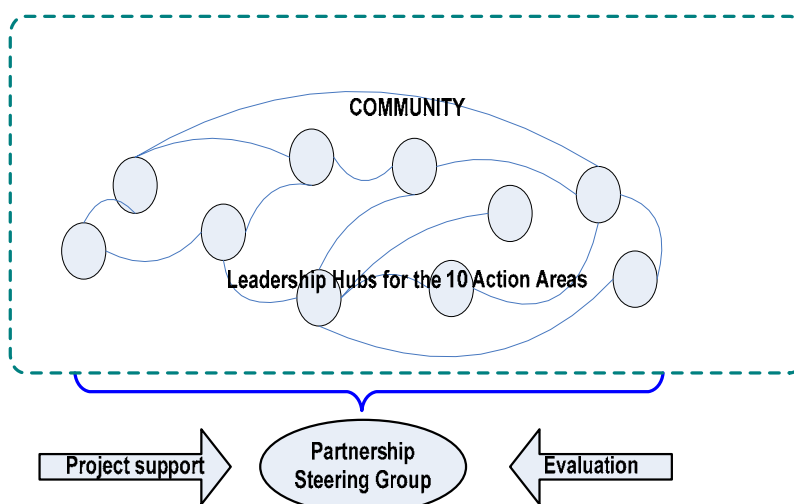 COMMUNITY
Leadership Hubs for the 10 Action Areas
Project support
Partnership
Steering Group
Evaluation